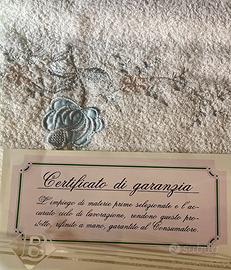 Certificato di garanzia
L'impiego di materie prime selezionate e l'ac-
curato ciclo di lavorazione, rendono questo pro-
dotto, rifinito a mano, garantito al Consumatore.
B
subito